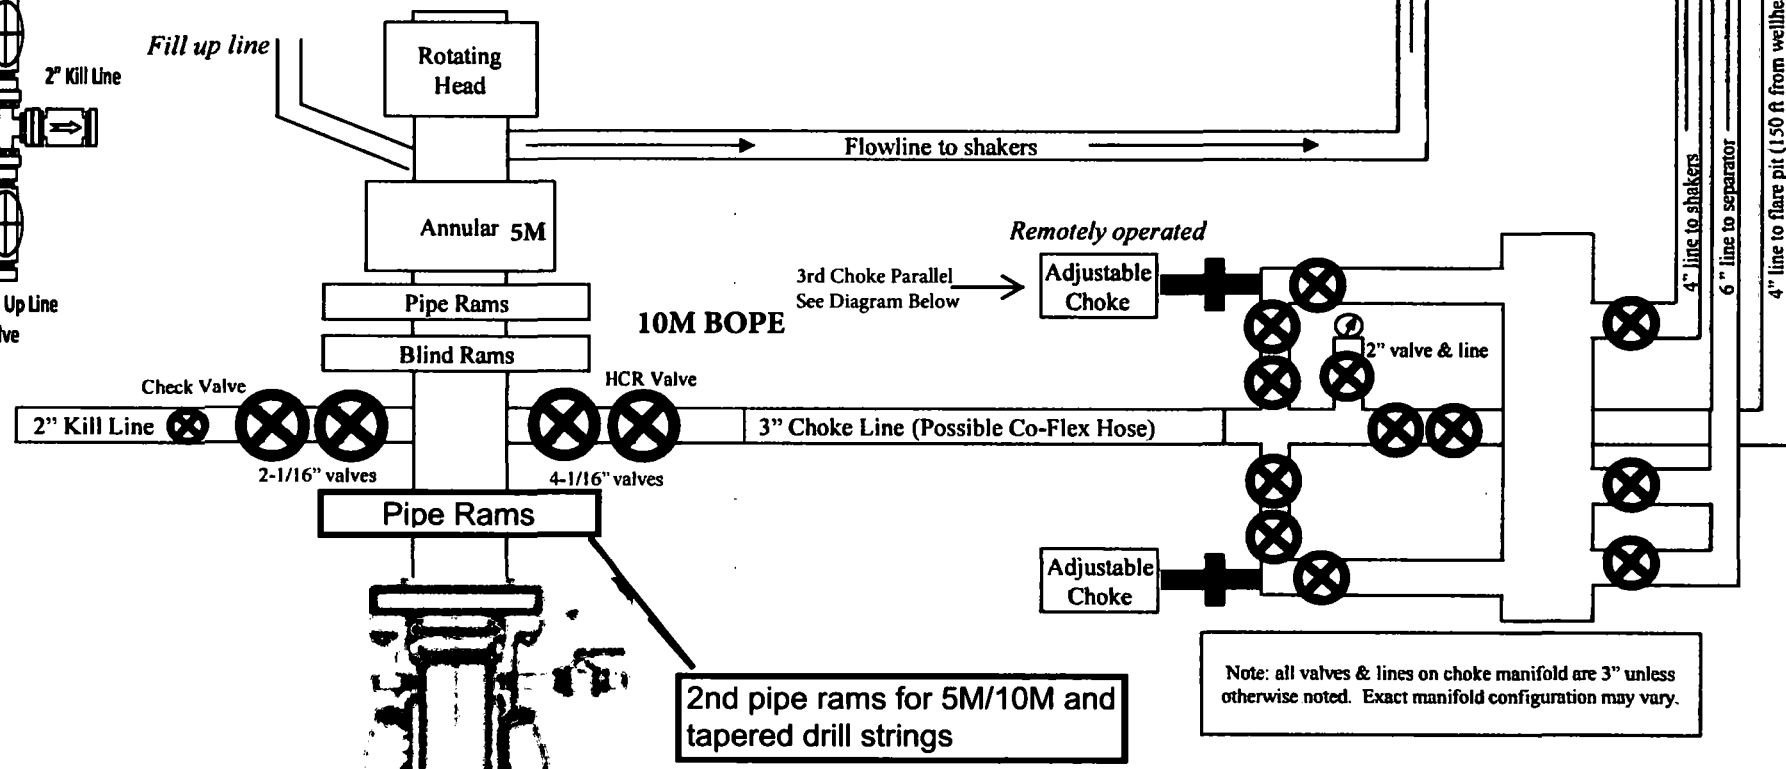 Fill up line
2" Kill Line
Rotating
Head
Flowline to shakers
Annular 5M
Up Line
Pipe Rams
10M BOPE
Blind Rams
Remotely operated
3rd Choke Parallel
See Diagram Below
Adjustable
Choke
2" valve & line
4" line to shakers
6" line to separator
4" line to flare pit (150 ft from
Check Valve
HCR Valve
2" Kill Line
3" Choke Line (Possible Co-Flex Hose)
2-1/16" valves
4-1/16" valves
Pipe Rams
Adjustable
Choke
2nd pipe rams for 5M/10M and
tapered drill strings
Note: all valves & lines on choke manifold are 3" unless
otherwise noted. Exact manifold configuration may vary.